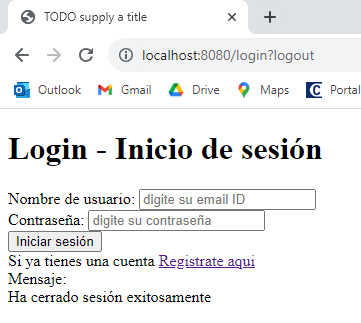 TODO supply a title
localhost:8080/login?logout
Outlook Gmail Drive Maps Portal
Login - Inicio de sesión
Nombre de usuario: digite su email ID
Contraseña: digite su contraseña
Iniciar sesión
Si ya tienes una cuenta Registrate aqui
Mensaje:
Ha cerrado sesión exitosamente